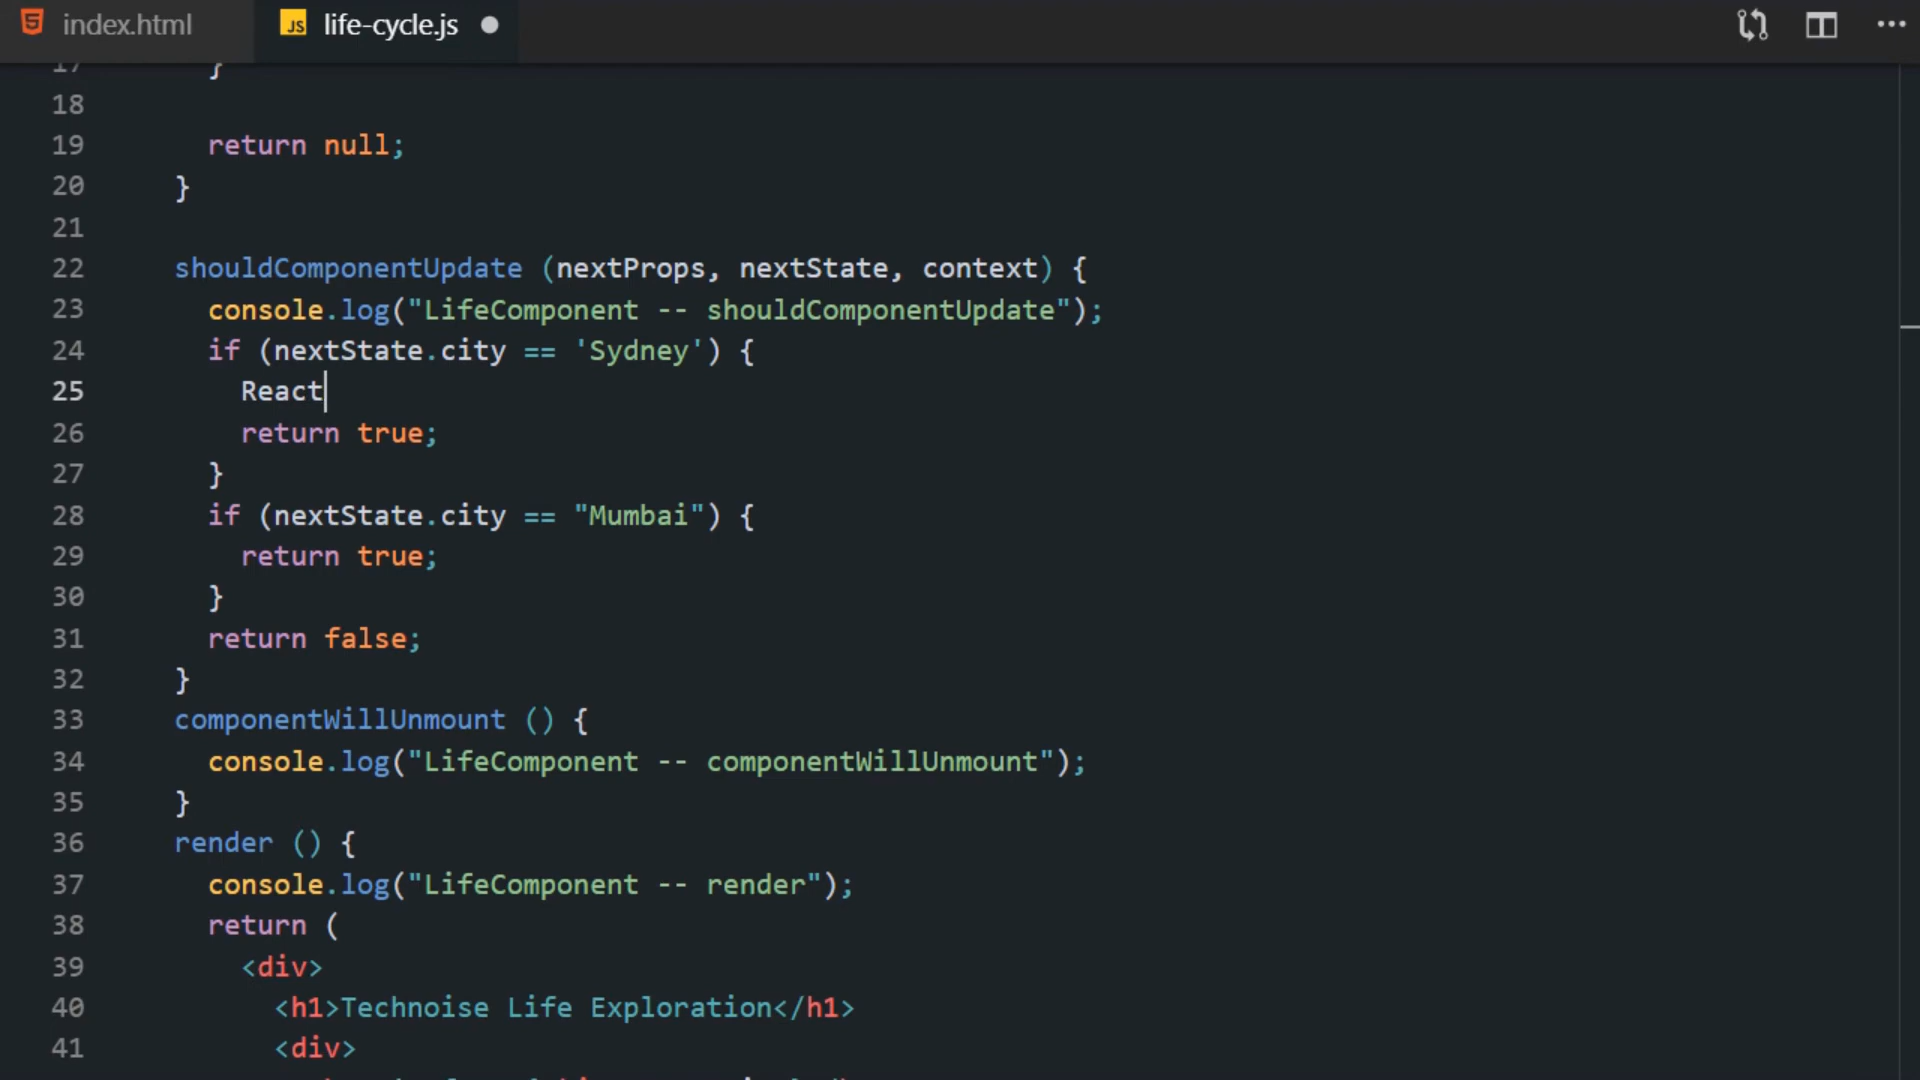 index.html
JS life-cycle.js
17 }
18
19 return null;
20 }
21
22 shouldComponentUpdate (nextProps, nextState, context) {
23 console.log("LifeComponent -- shouldComponentUpdate");
24 if (nextState.city == 'Sydney') {
25 React
26 return true;
27 }
28 if (nextState.city == "Mumbai") {
29 return true;
30 }
31 return false;
32 }
33 componentWillUnmount () {
34 console.log("LifeComponent -- componentWillUnmount");
35 }
36 render () {
37 console.log("LifeComponent -- render");
38 return (
39 <div>
40 <h1>Technoise Life Exploration</h1>
41 <div>